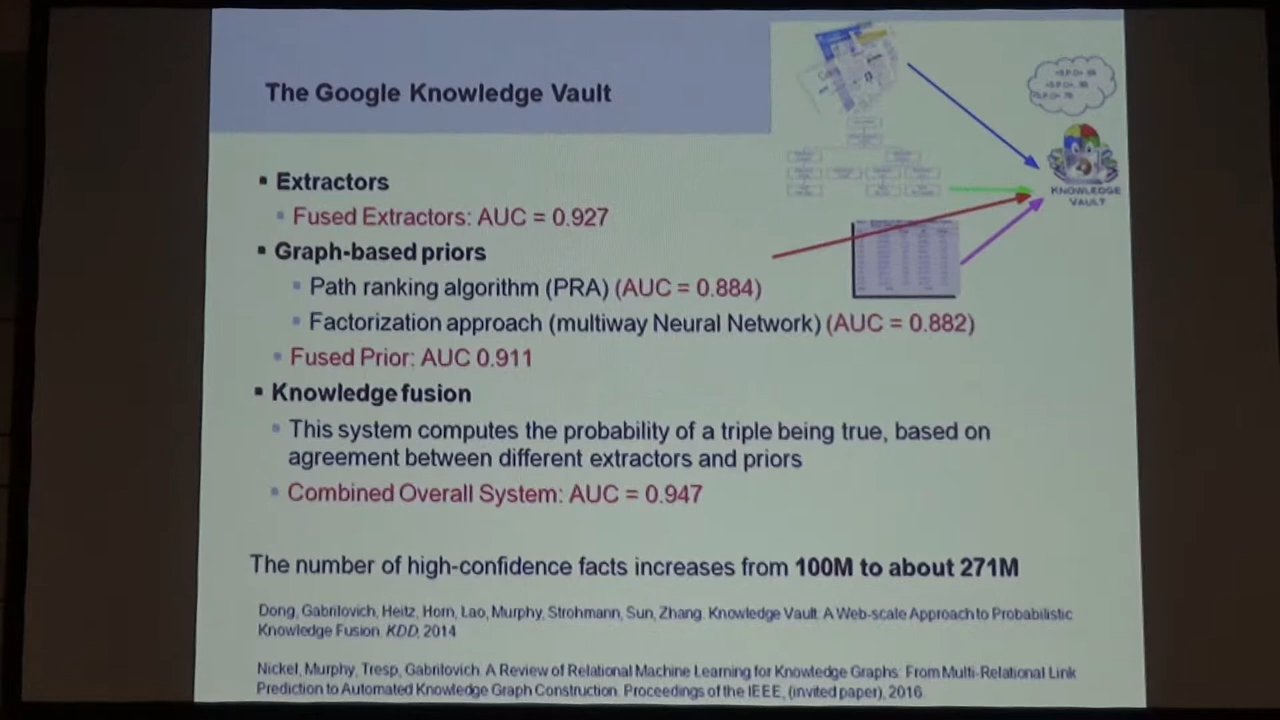 The Google Knowledge Vault
KNOWLEDGE
VAULT
Extractors
Fused Extractors: AUC = 0.927
Graph-based priors
Path ranking algorithm (PRA) (AUC = 0.884)
Factorization approach (multiway Neural Network) (AUC = 0.882)
Fused Prior: AUC 0.911
Knowledge fusion
This system computes the probability of a triple being true, based on
agreement between different extractors and priors
Combined Overall System: AUC = 0.947
The number of high-confidence facts increases from 100M to about 271M
Dong, Gabrilovich, Heitz, Horn, Lao, Murphy, Strohmann, Sun, Zhang. Knowledge Vault: A Web-scale Approach to Probabilistic
Knowledge Fusion. KDD, 2014
Nickel, Murphy, Tresp, Gabrilovich. A Review of Relational Machine Learning for Knowledge Graphs: From Multi-Relational Link
Prediction to Automated Knowledge Graph Construction. Proceedings of the IEEE, (invited paper), 2016